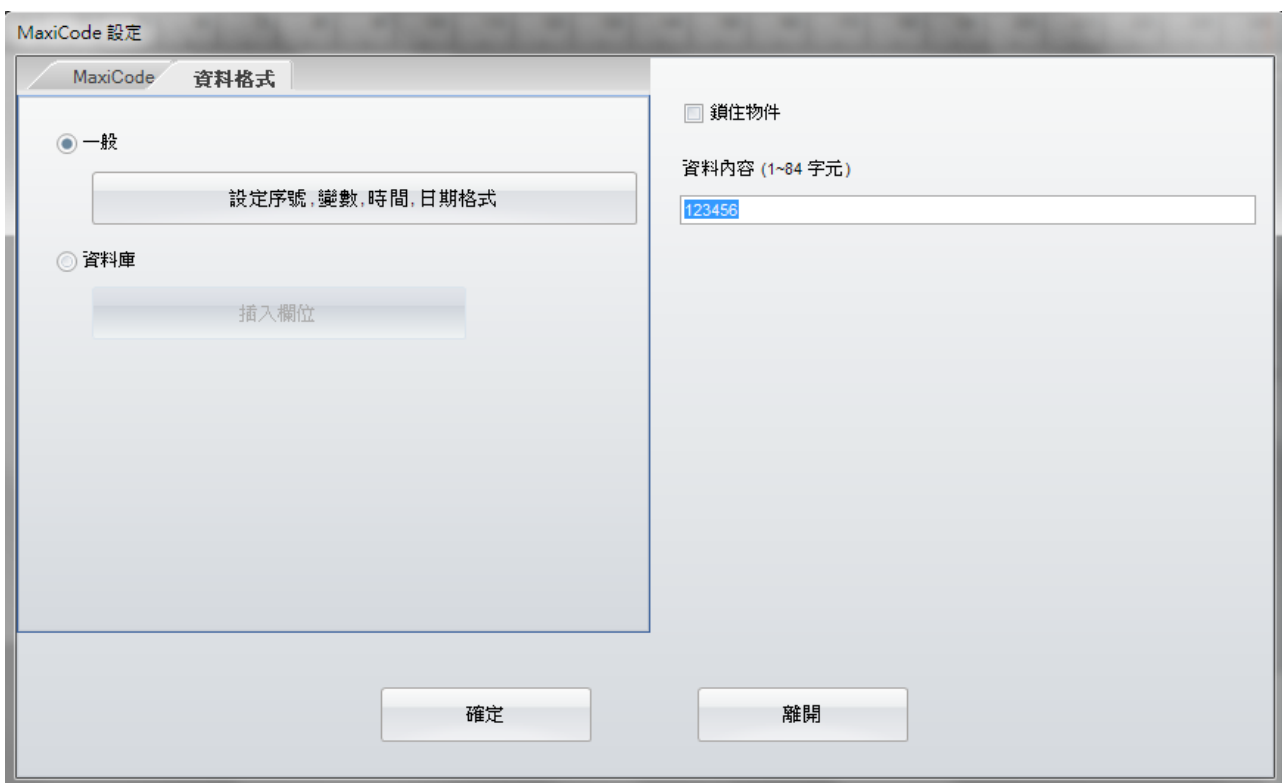 MaxiCode 設定
MaxiCode 資料格式
一般
設定序號,變數,時間,日期格式
資料庫
插入欄位
鎖住物件
資料內容 (1~84 字元)
123456
確定 離開